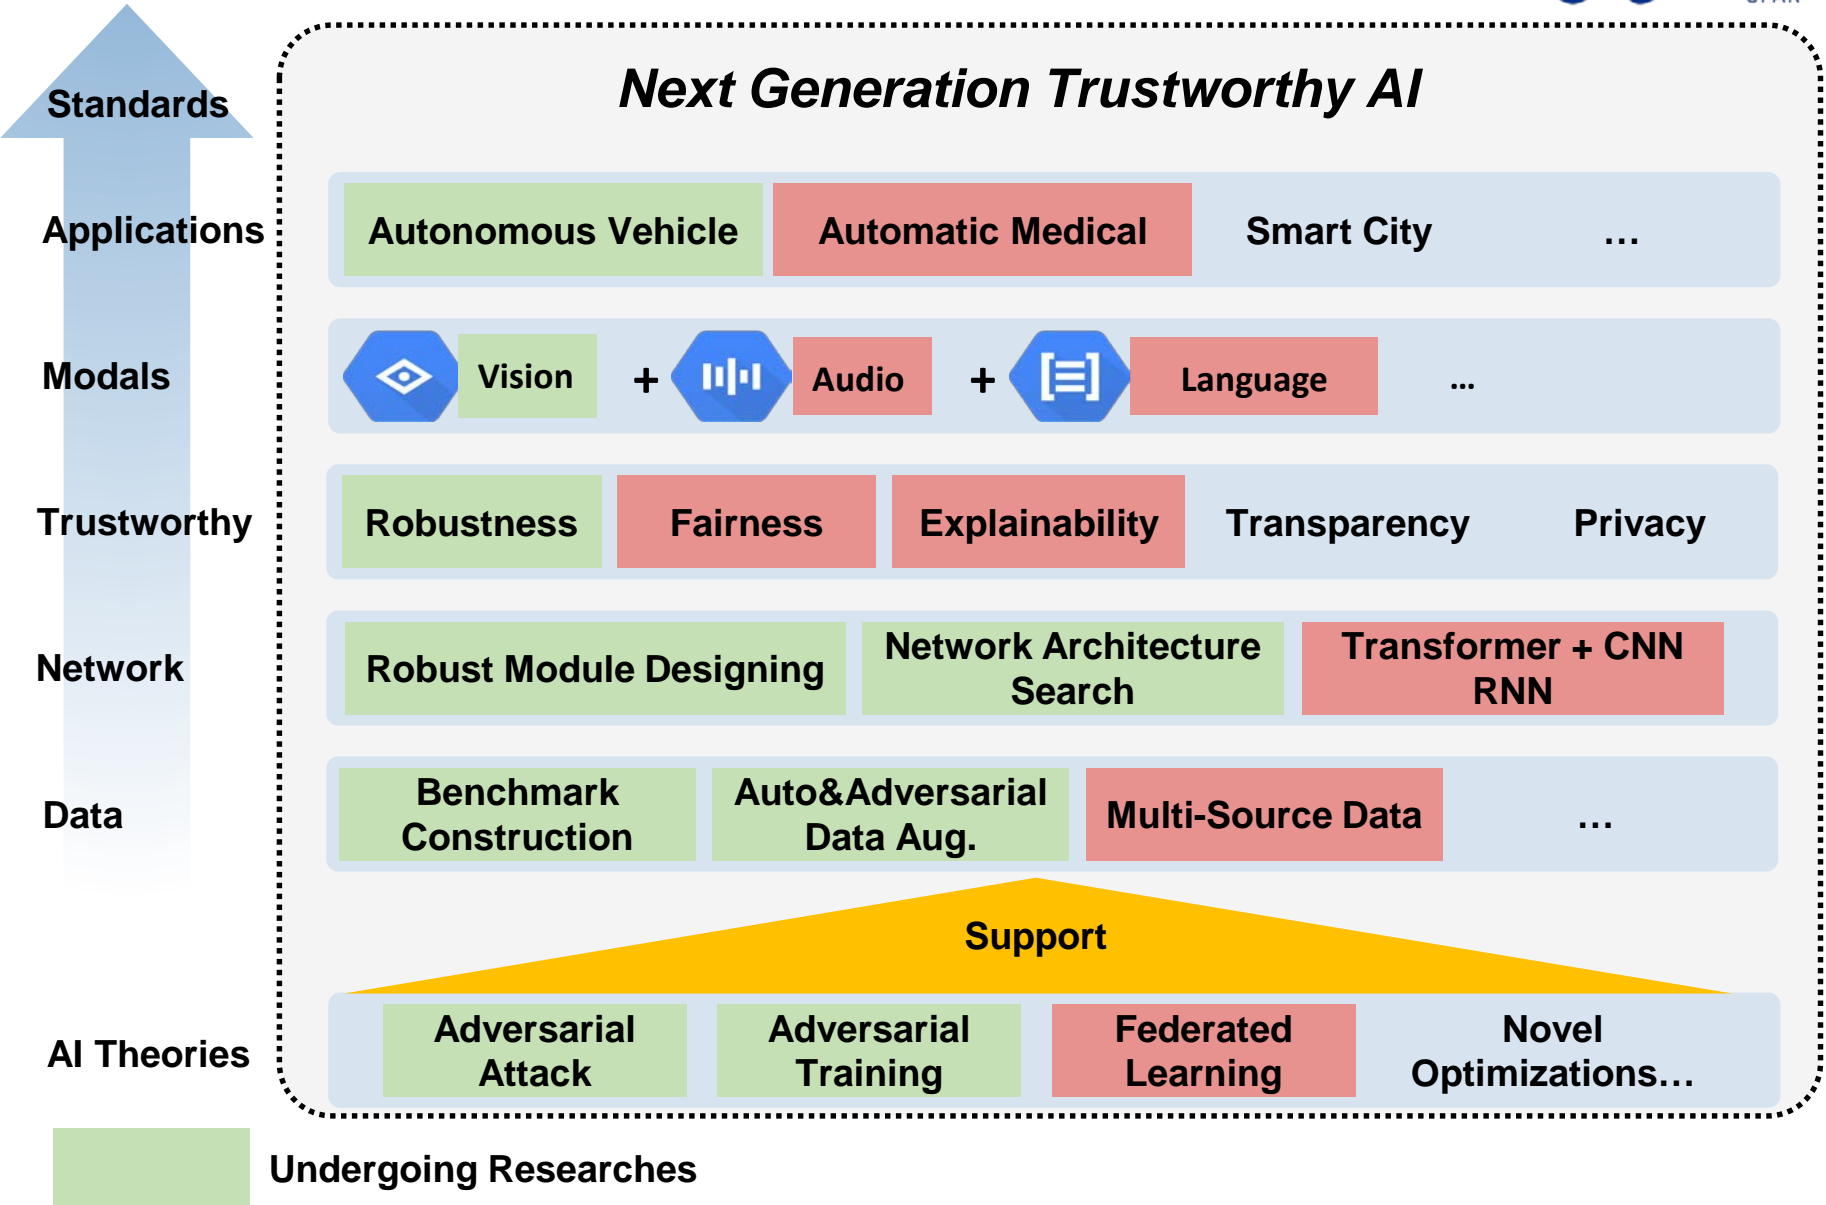 Next Generation Trustworthy AI
Standards
Applications
Autonomous Vehicle
Automatic Medical
Smart City
…
Modals
Vision
+
Audio
+
Language
...
Trustworthy
Robustness
Fairness
Explainability
Transparency
Privacy
Network
Robust Module Designing
Network Architecture
Search
Transformer + CNN
RNN
Data
Benchmark
Construction
Auto&Adversarial
Data Aug.
Multi-Source Data
…
Support
AI Theories
Adversarial
Attack
Adversarial
Training
Federated
Learning
Novel
Optimizations…
Undergoing Researches